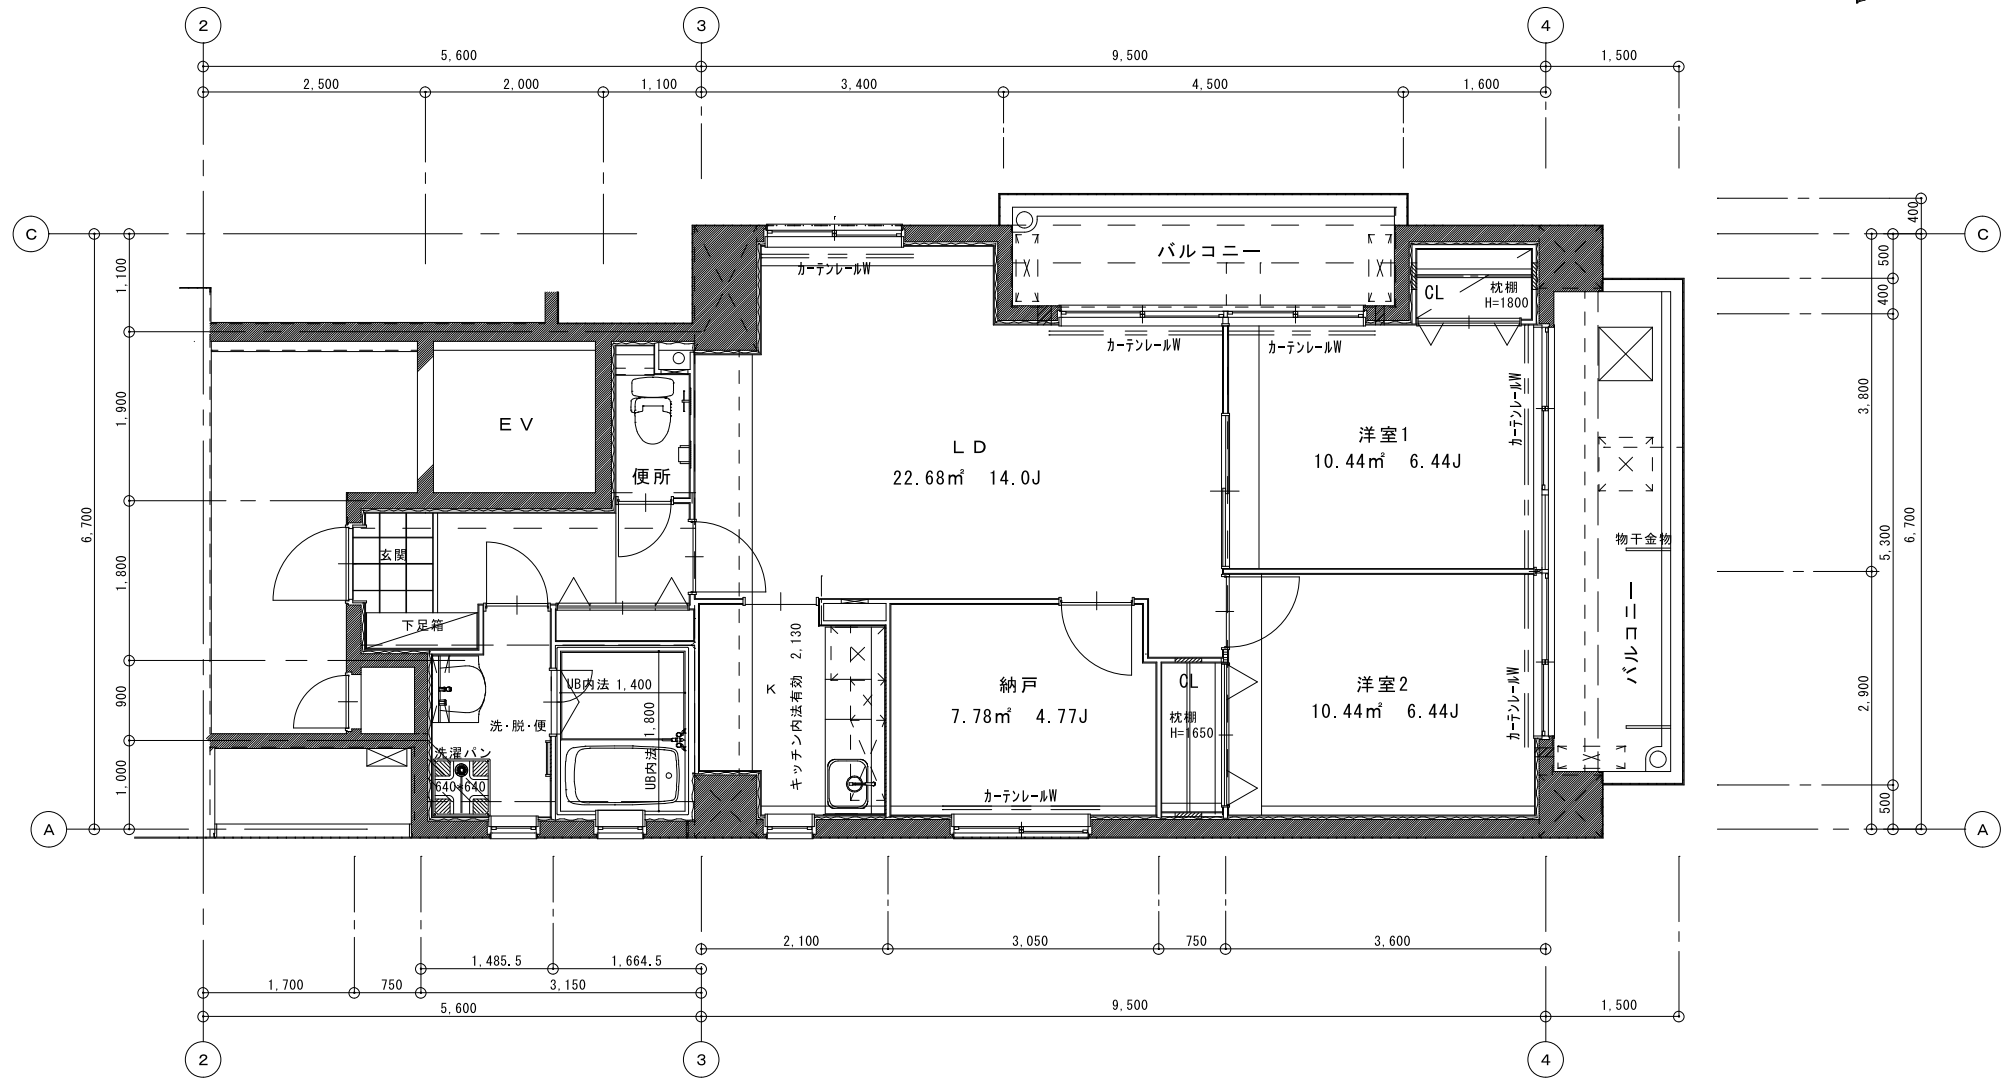 2
3
4
5,600
9,500
1,500
2,500
2,000
1,100
3,400
4,500
1,600
C
C
400
500
400
1,100
バルコニー
カーテンレールW
CL
枕棚
H=1800
カーテンレールW
カーテンレールW
カーテンレールW
1,900
EV
便所
LD
22.68㎡ 14.0J
洋室1
10.44㎡ 6.44J
3,800
6,700
5,300
6,700
物干金物
バルコニー
1,800
玄関
下足箱
キッチン内法有効 2,130
K
UB内法 1,400
UB内法 1,800
洗・脱・便
洗濯パン
640*640
納戸
7.78㎡ 4.77J
CL
枕棚
H=1650
洋室2
10.44㎡ 6.44J
カーテンレールW
カーテンレールW
900
2,900
1,000
500
A
A
2,100
3,050
750
3,600
1,485.5
1,664.5
1,700
750
3,150
5,600
9,500
1,500
2
3
4